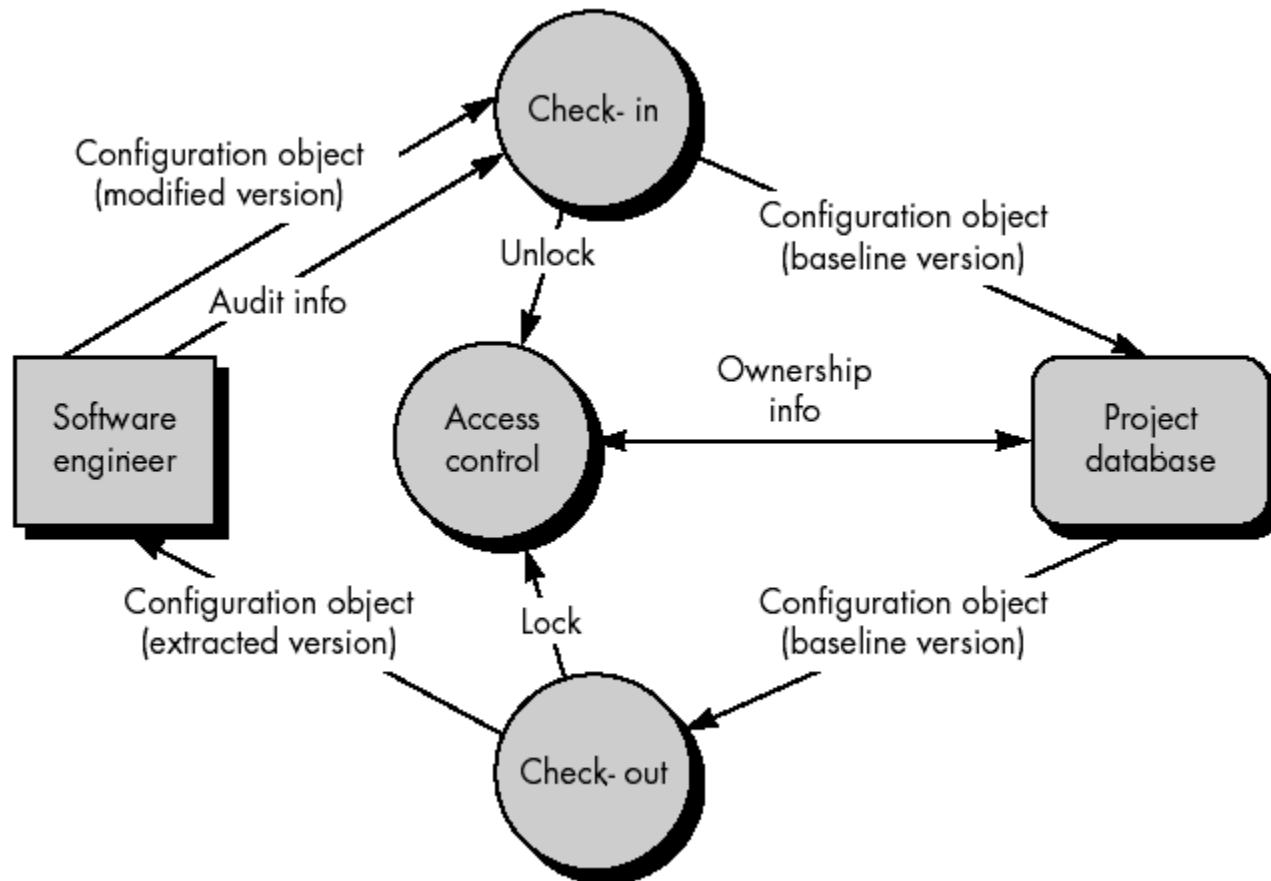 Check- in
Configuration object
(modified version)
Configuration object
(baseline version)
Unlock
Audit info
Ownership
info
Software
engineer
Access
control
Project
database
Configuration object
(extracted version)
Lock
Configuration object
(baseline version)
Check- out